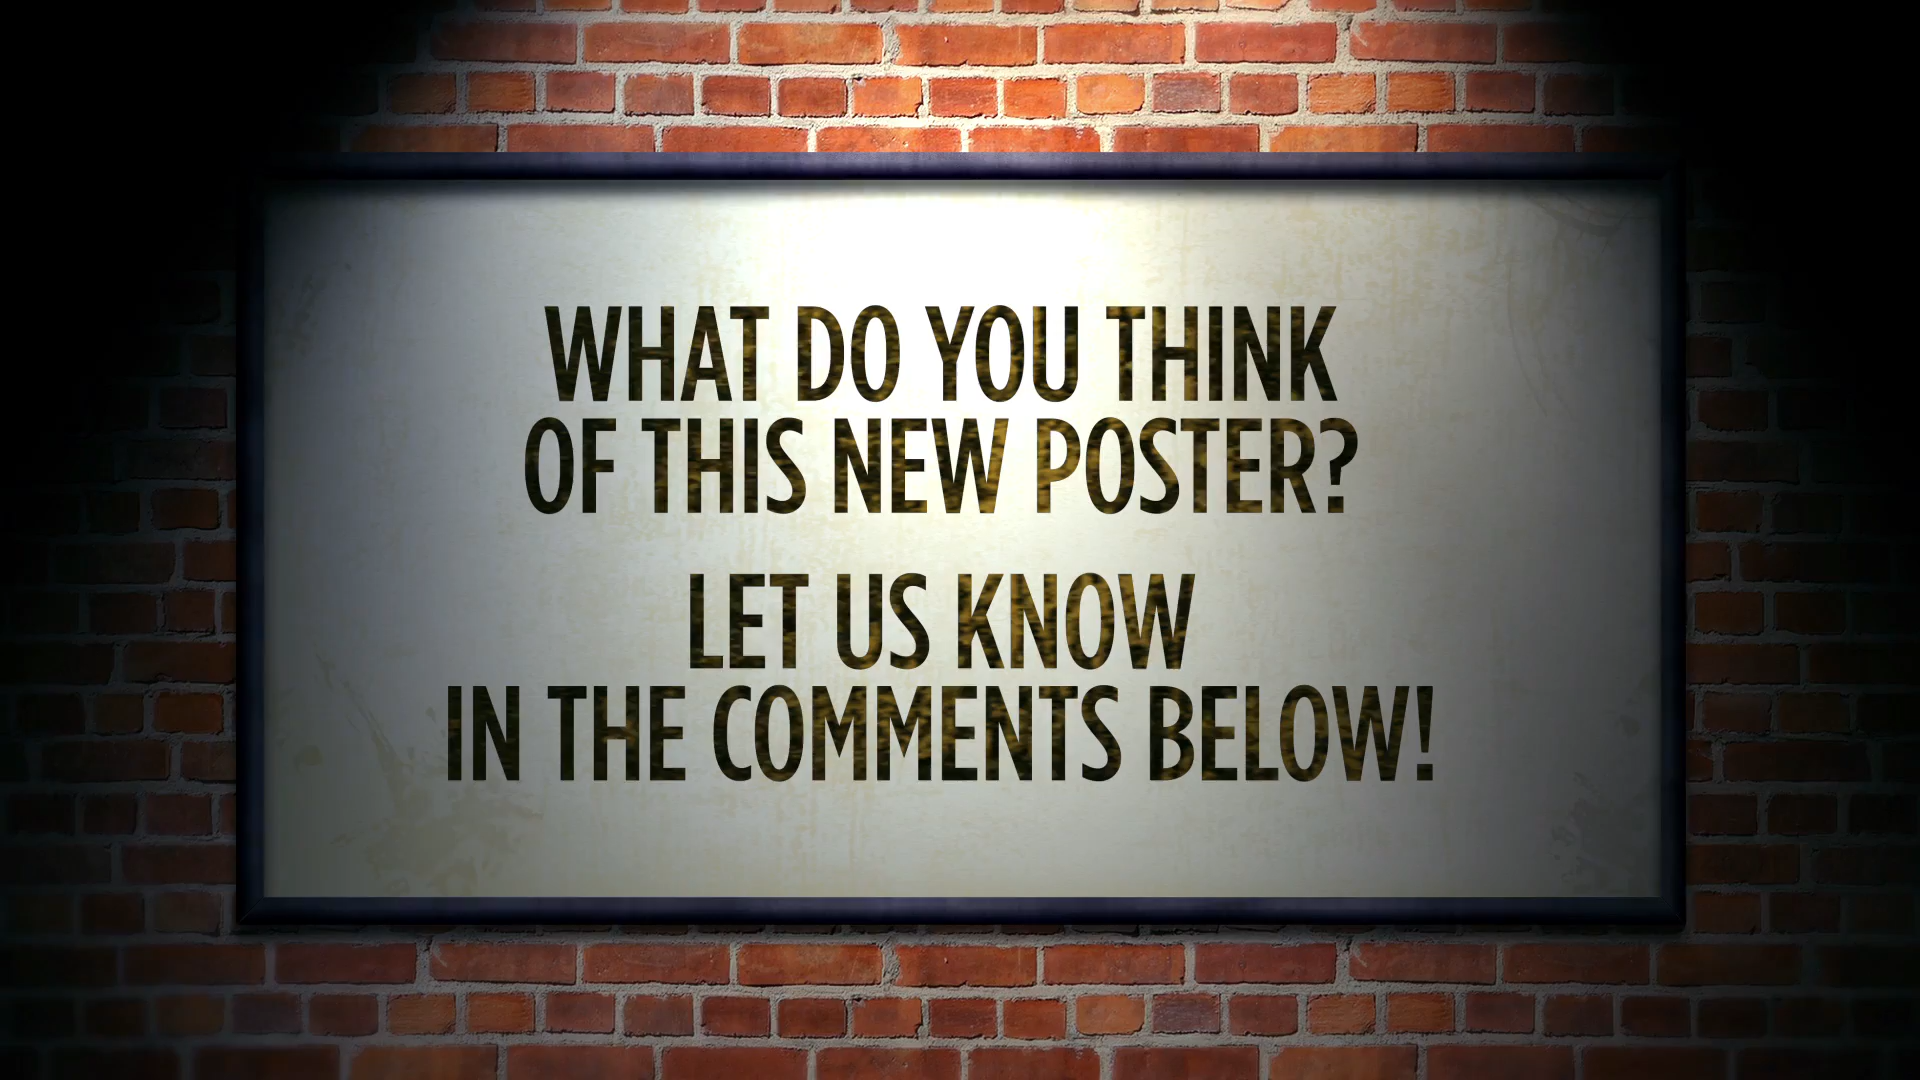 WHAT DO YOU THINK
OF THIS NEW POSTER?
LET US KNOW
IN THE COMMENTS BELOW!